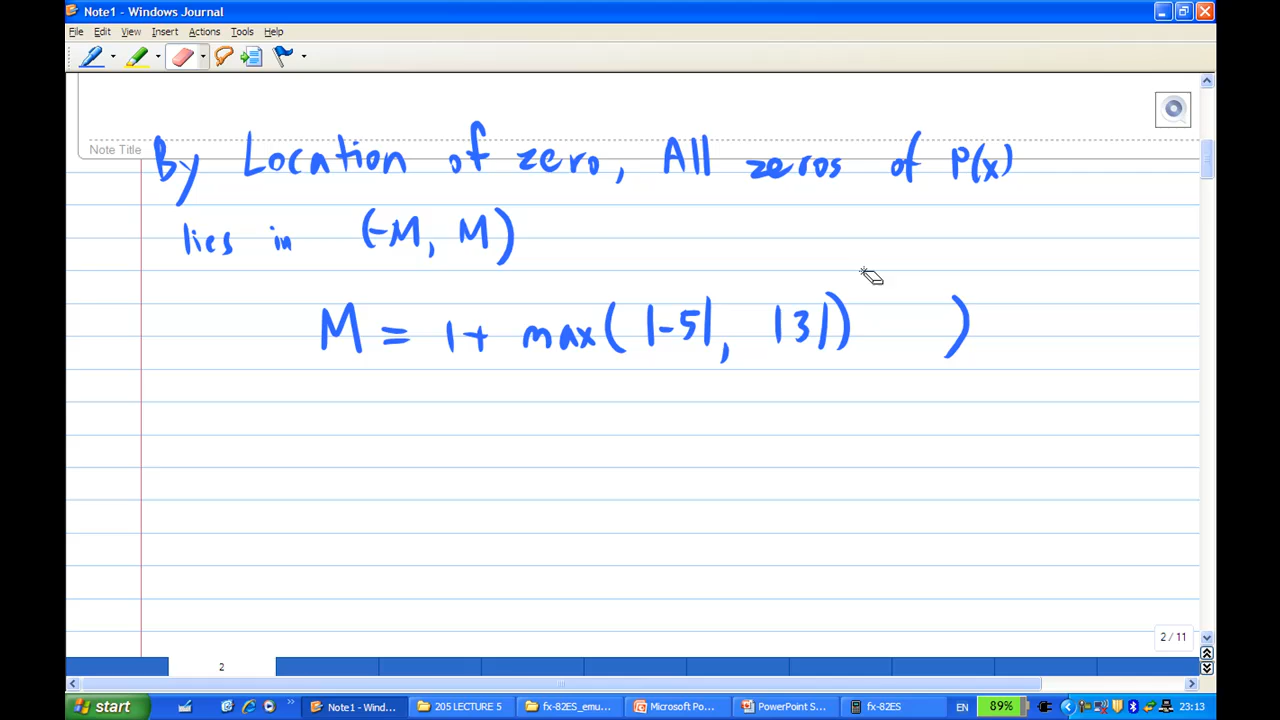 Note1 - Windows Journal
File Edit View Insert Actions Tools Help
Note Title
By Location of zero, All zeros of P(x)
lies in (-M, M)
M = 1+ max( |-5|, |3|) )
2 / 11
2
start
Note1 - Wind...
205 LECTURE 5
fx-82ES_emu...
Microsoft Po...
PowerPoint S...
fx-82ES
EN
89%
23:13